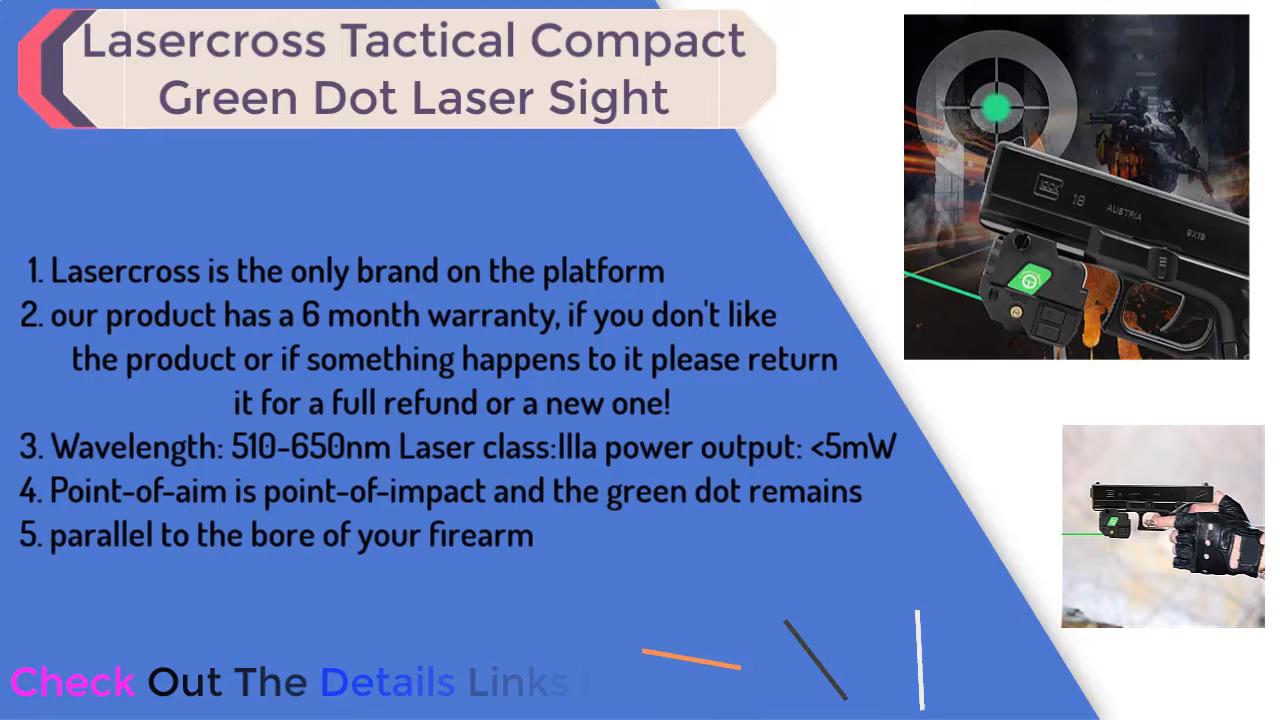 Lasercross Tactical Compact
Green Dot Laser Sight
1. Lasercross is the only brand on the platform
2. our product has a 6 month warranty, if you don't like
the product or if something happens to it please return
it for a full refund or a new one!
3. Wavelength: 510-650nm Laser class:IIIa power output: <5mW
4. Point-of-aim is point-of-impact and the green dot remains
5. parallel to the bore of your firearm
GLOCK 18 AUSTRIA 9X19
Check Out The Details Links